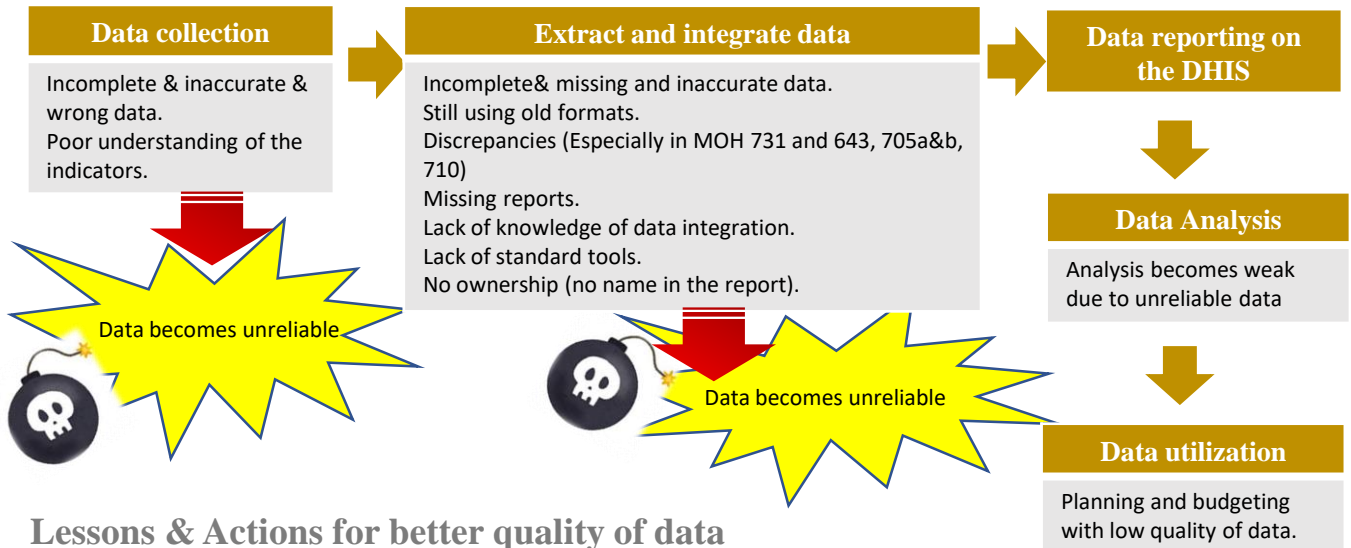 Data collection
Incomplete & inaccurate &
wrong data.
Poor understanding of the
indicators.
Data becomes unreliable
Extract and integrate data
Incomplete& missing and inaccurate data.
Still using old formats.
Discrepancies (Especially in MOH 731 and 643, 705a&b,
710)
Missing reports.
Lack of knowledge of data integration.
Lack of standard tools.
No ownership (no name in the report).
Data becomes unreliable
Data reporting on
the DHIS
Data Analysis
Analysis becomes weak
due to unreliable data
Data utilization
Planning and budgeting
with low quality of data.
Lessons & Actions for better quality of data